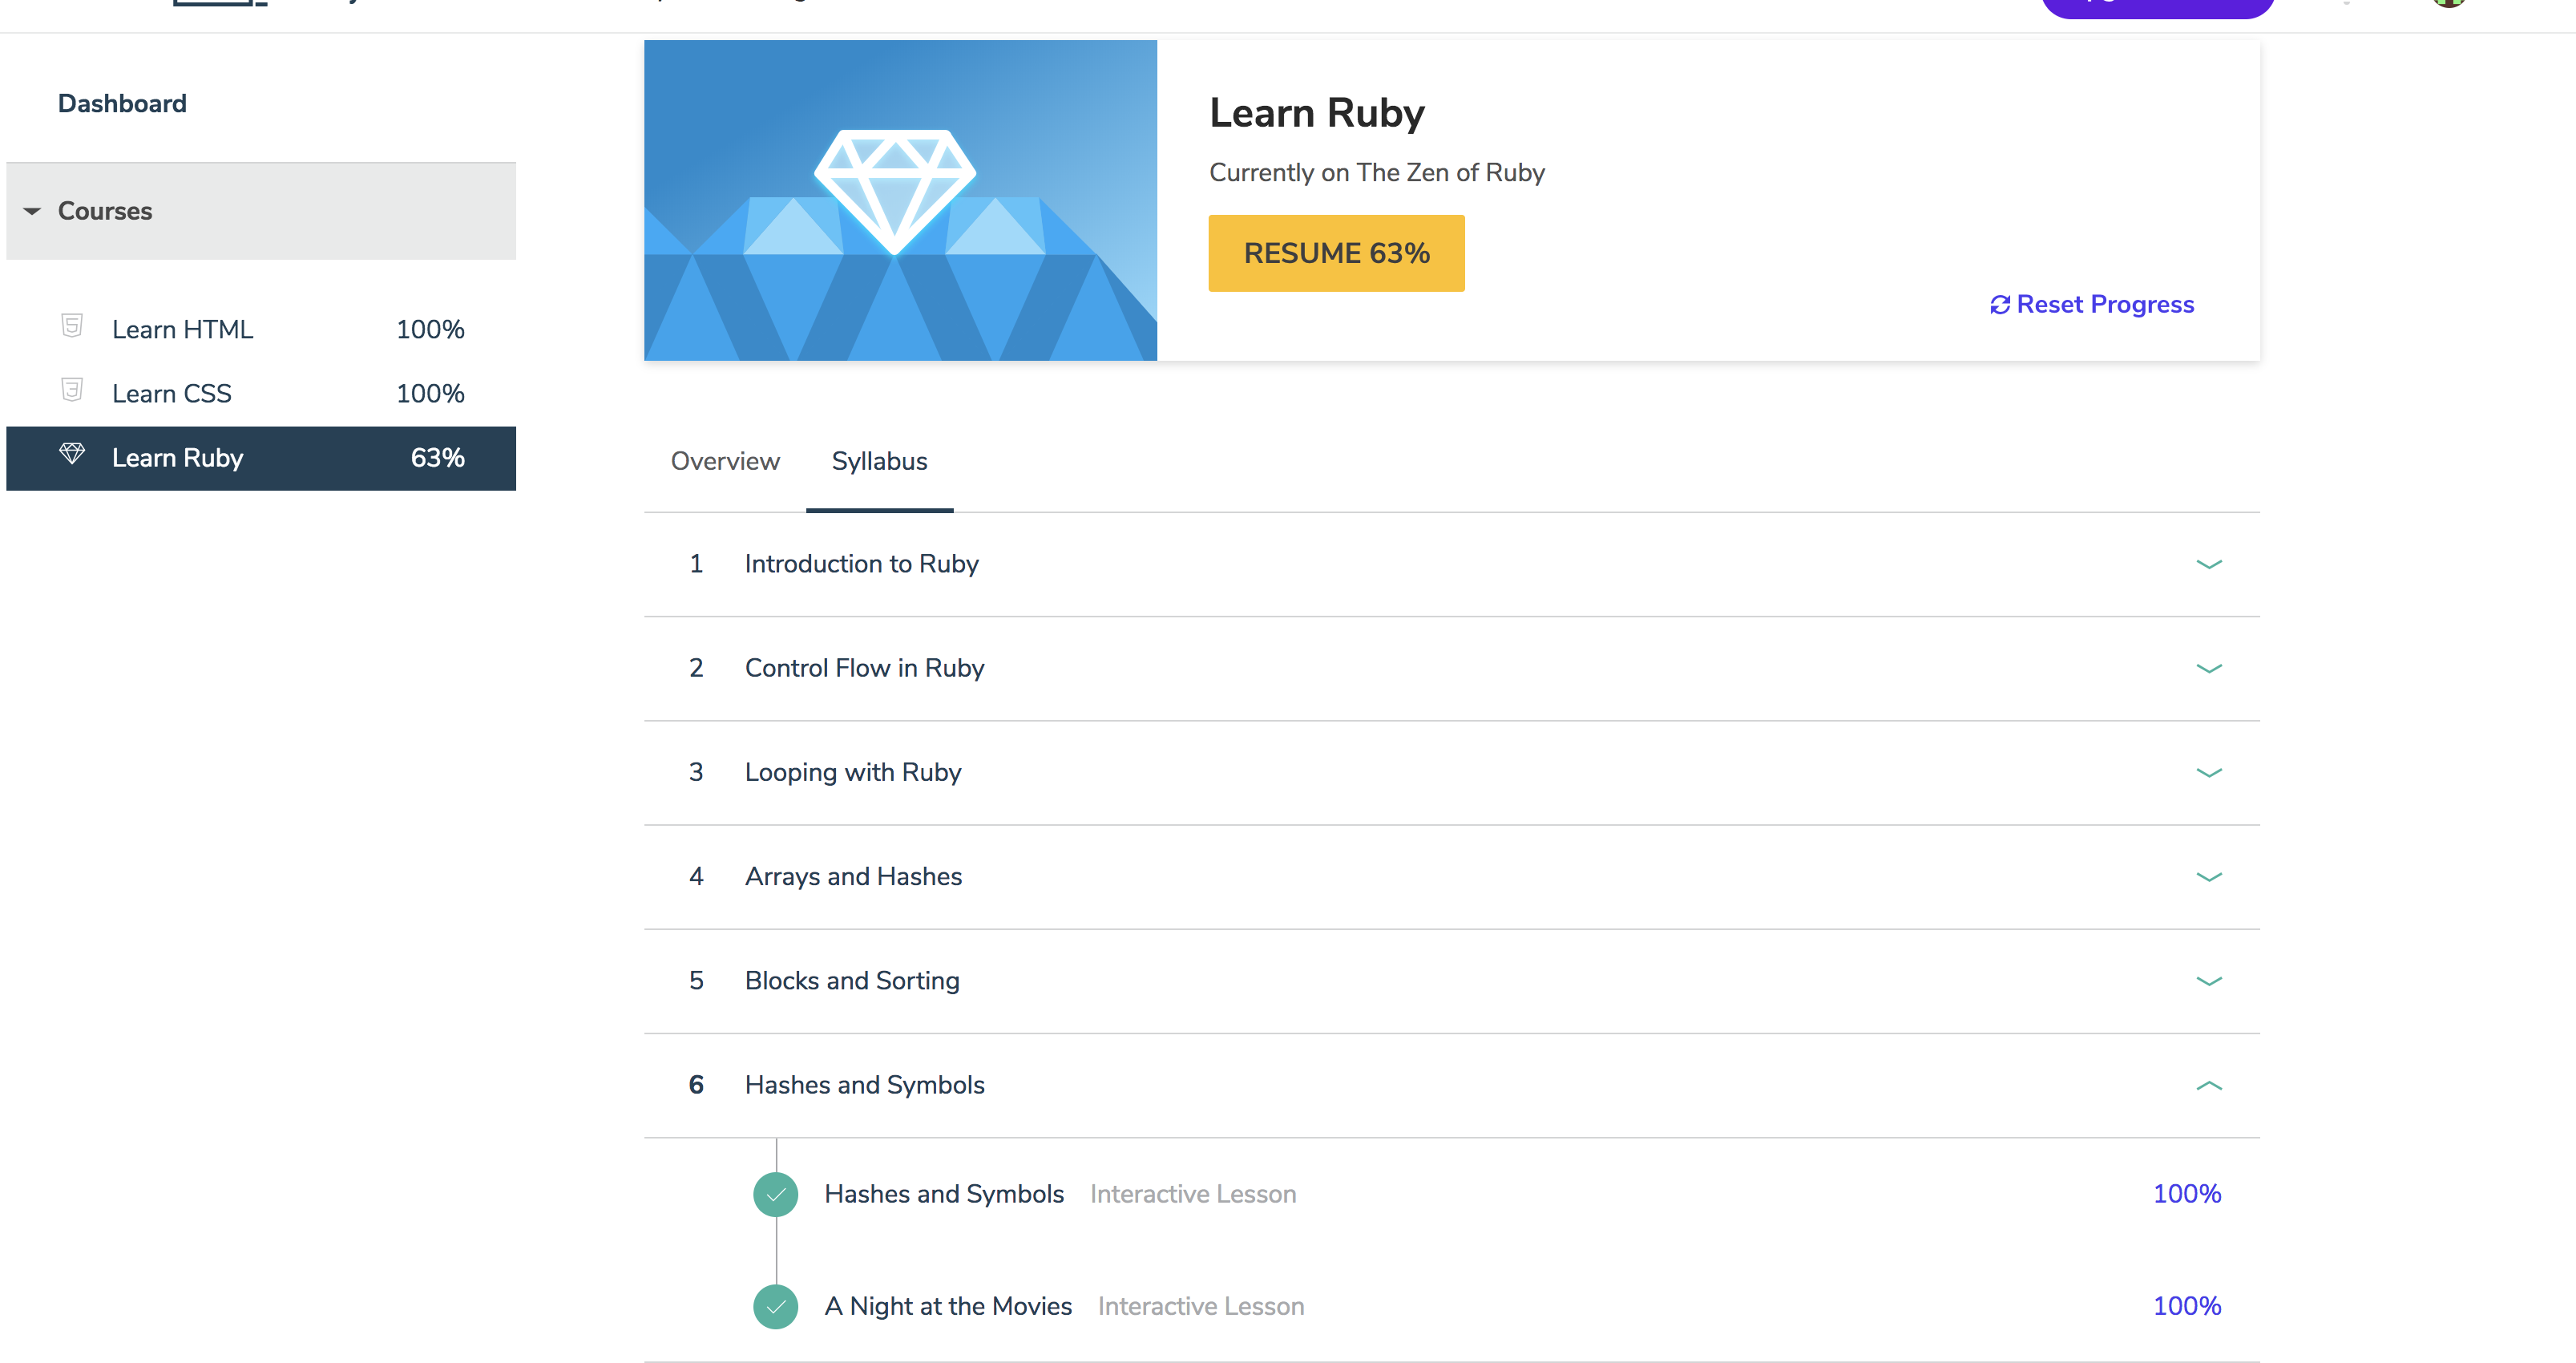 Dashboard
Courses
Learn HTML 100%
Learn CSS 100%
Learn Ruby 63%
Learn Ruby
Currently on The Zen of Ruby
RESUME 63%
Reset Progress
Overview Syllabus
1 Introduction to Ruby
2 Control Flow in Ruby
3 Looping with Ruby
4 Arrays and Hashes
5 Blocks and Sorting
6 Hashes and Symbols
Hashes and Symbols Interactive Lesson 100%
A Night at the Movies Interactive Lesson 100%